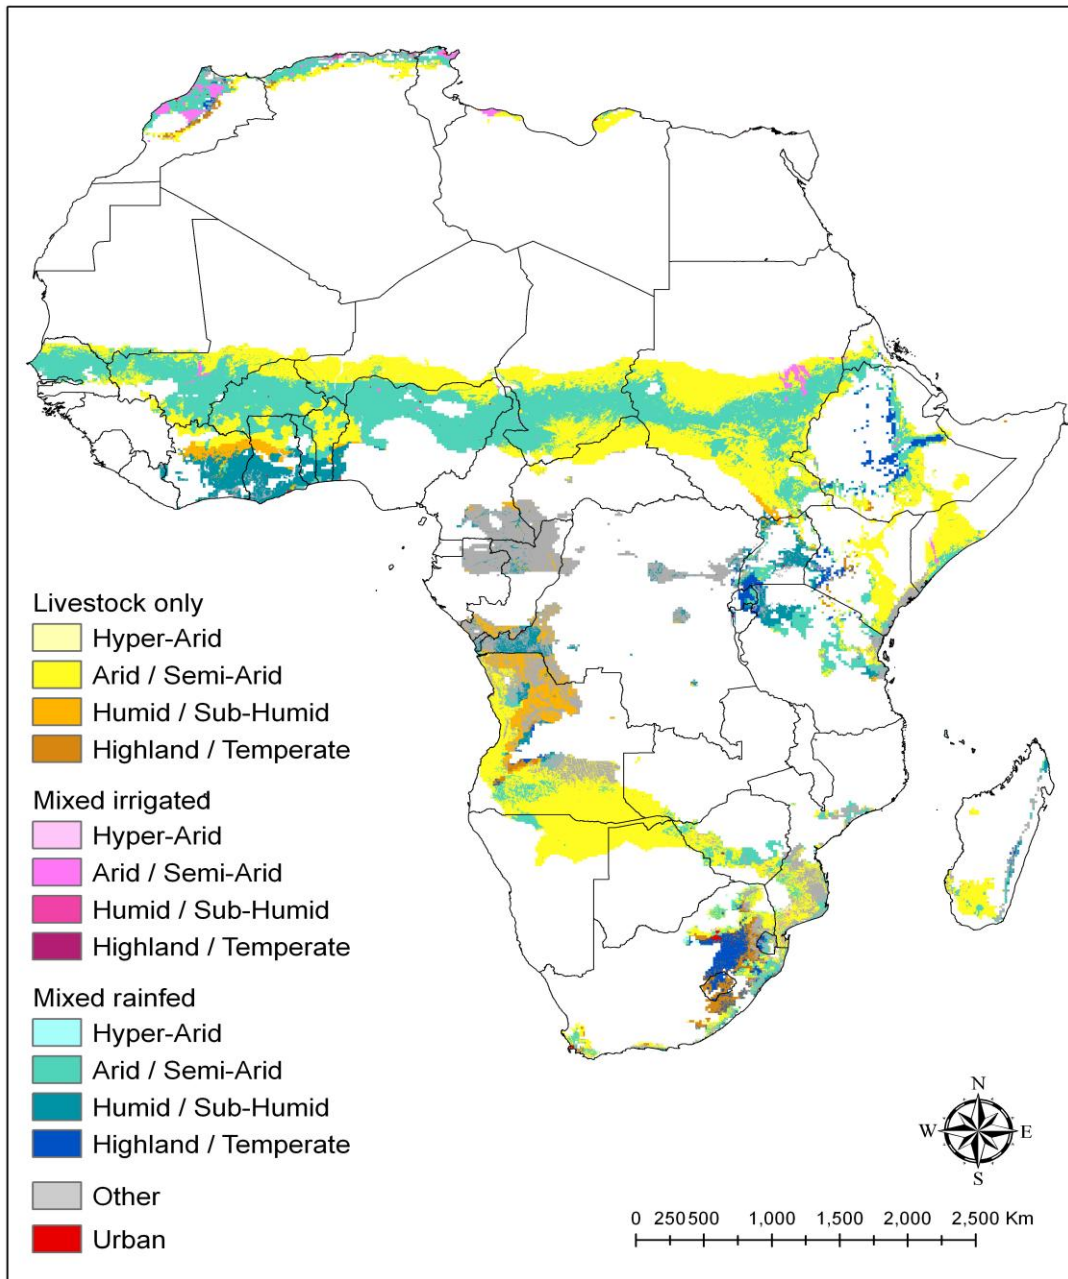 Livestock only
Hyper-Arid
Arid / Semi-Arid
Humid / Sub-Humid
Highland / Temperate
Mixed irrigated
Hyper-Arid
Arid / Semi-Arid
Humid / Sub-Humid
Highland / Temperate
Mixed rainfed
Hyper-Arid
Arid / Semi-Arid
Humid / Sub-Humid
Highland / Temperate
Other
Urban
N
W E
S
0 250 500 1,000 1,500 2,000 2,500 Km